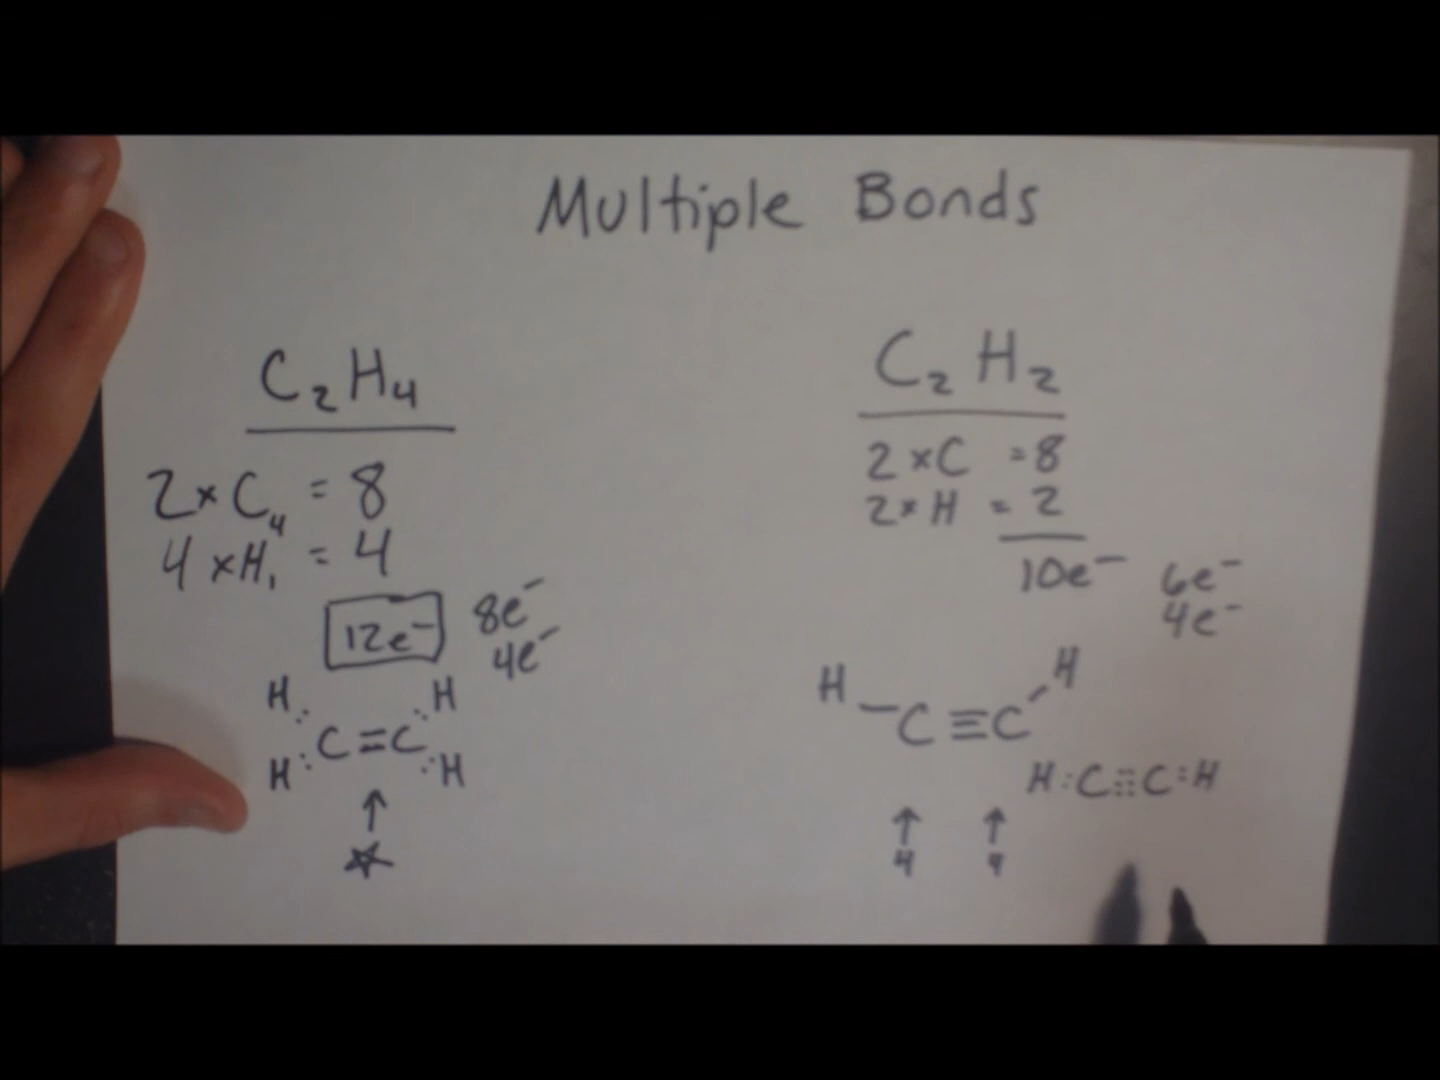 Multiple Bonds
C₂H₄
2×C₄ = 8
4×H₁ = 4
12e⁻
8e⁻
4e⁻
H H
C=C
H H
C₂H₂
2×C =8
2×H = 2
10e⁻
6e⁻
4e⁻
H H
—C≡C
H:C:::C:H
↑ ↑
4 4